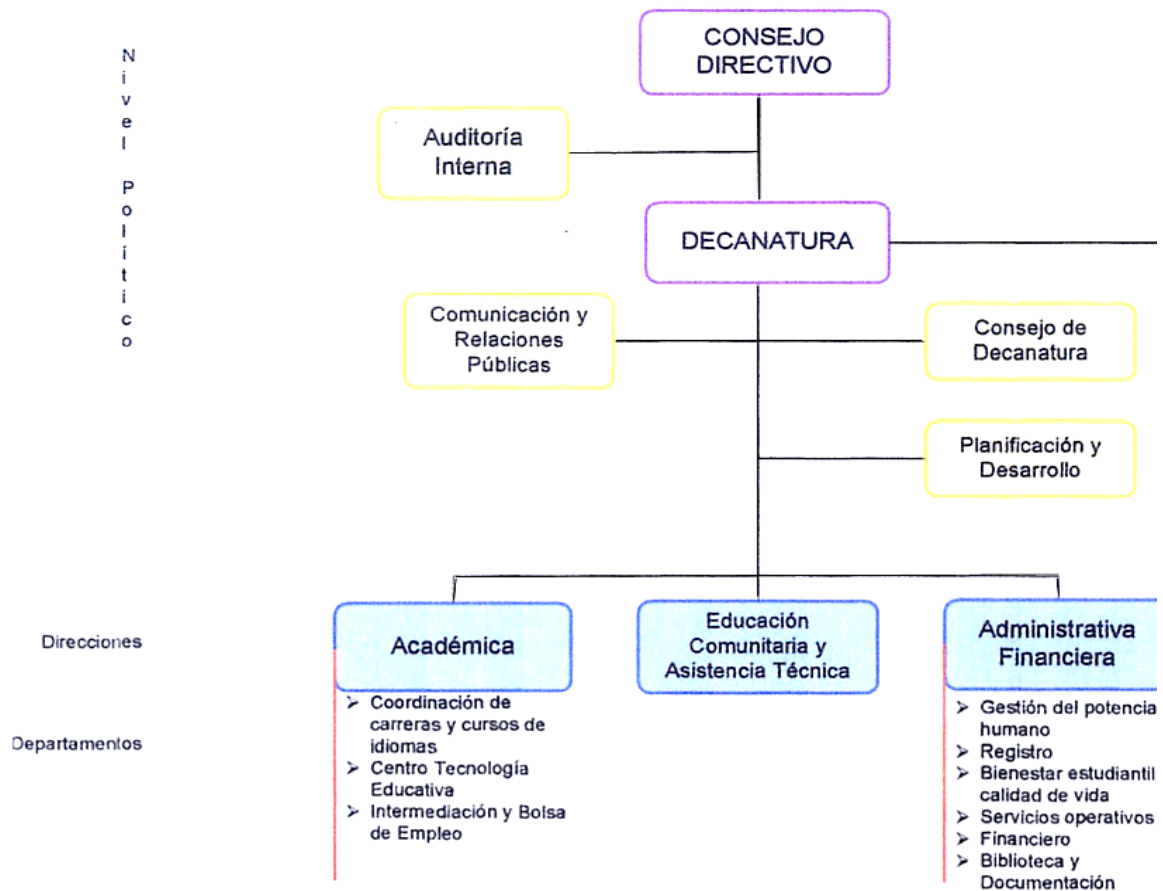 CONSEJO
DIRECTIVO
Nivel Político
Auditoría
Interna
DECANATURA
Comunicación y
Relaciones
Públicas
Consejo de
Decanatura
Planificación y
Desarrollo
Direcciones
Académica
Educación
Comunitaria y
Asistencia Técnica
Administrativa
Financiera
Departamentos
➢ Coordinación de
carreras y cursos de
idiomas
➢ Centro Tecnología
Educativa
➢ Intermediación y Bolsa
de Empleo
➢ Gestión del potencia
humano
➢ Registro
➢ Bienestar estudiantil
calidad de vida
➢ Servicios operativos
➢ Financiero
➢ Biblioteca y
Documentación